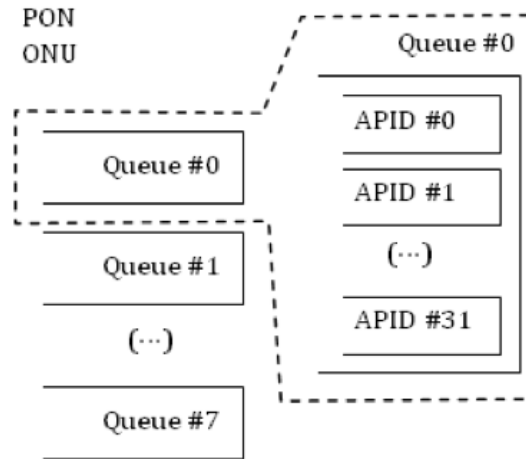 PON
ONU
Queue #0
Queue #1
(...)
Queue #7
Queue #0
APID #0
APID #1
(...)
APID #31